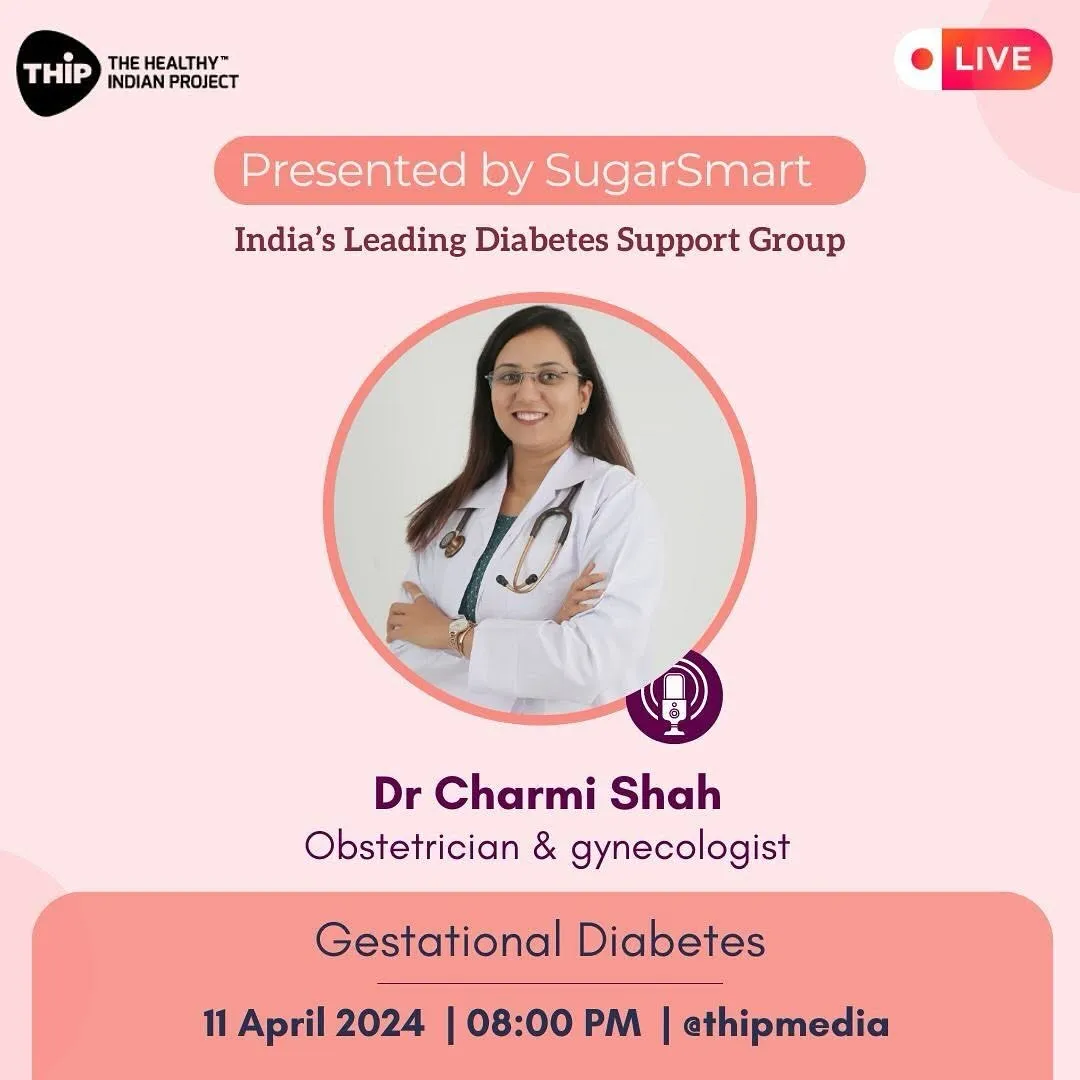 THiP THE HEALTHY™
INDIAN PROJECT
LIVE
Presented by SugarSmart
India's Leading Diabetes Support Group
Dr Charmi Shah
Obstetrician & gynecologist
Gestational Diabetes
11 April 2024 | 08:00 PM | @thipmedia